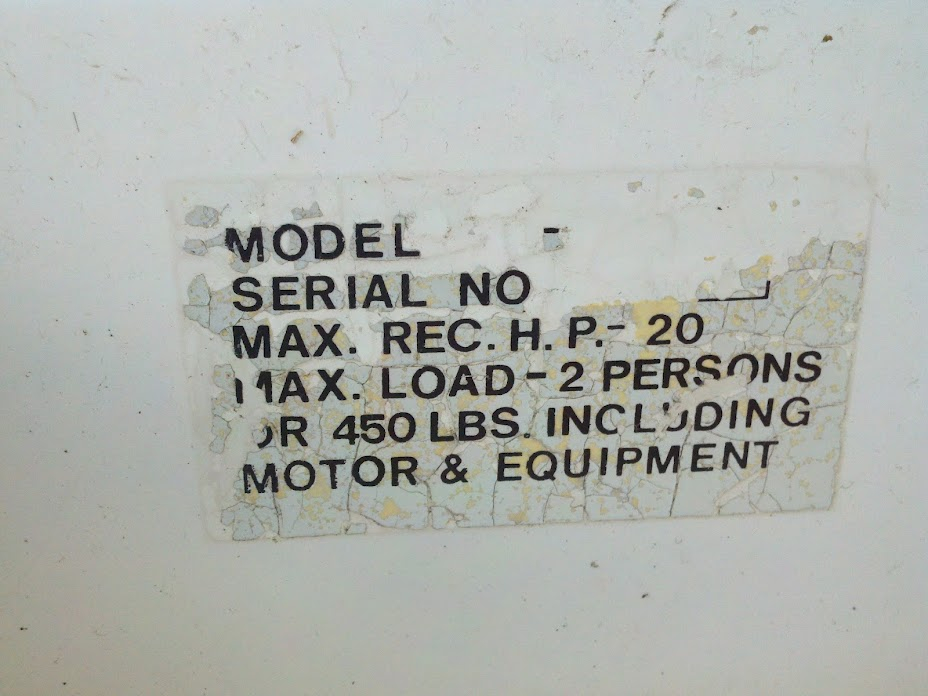 MODEL -
SERIAL NO
MAX. REC. H. P. - 20
MAX. LOAD - 2 PERSONS
OR 450 LBS. INCLUDING
MOTOR & EQUIPMENT